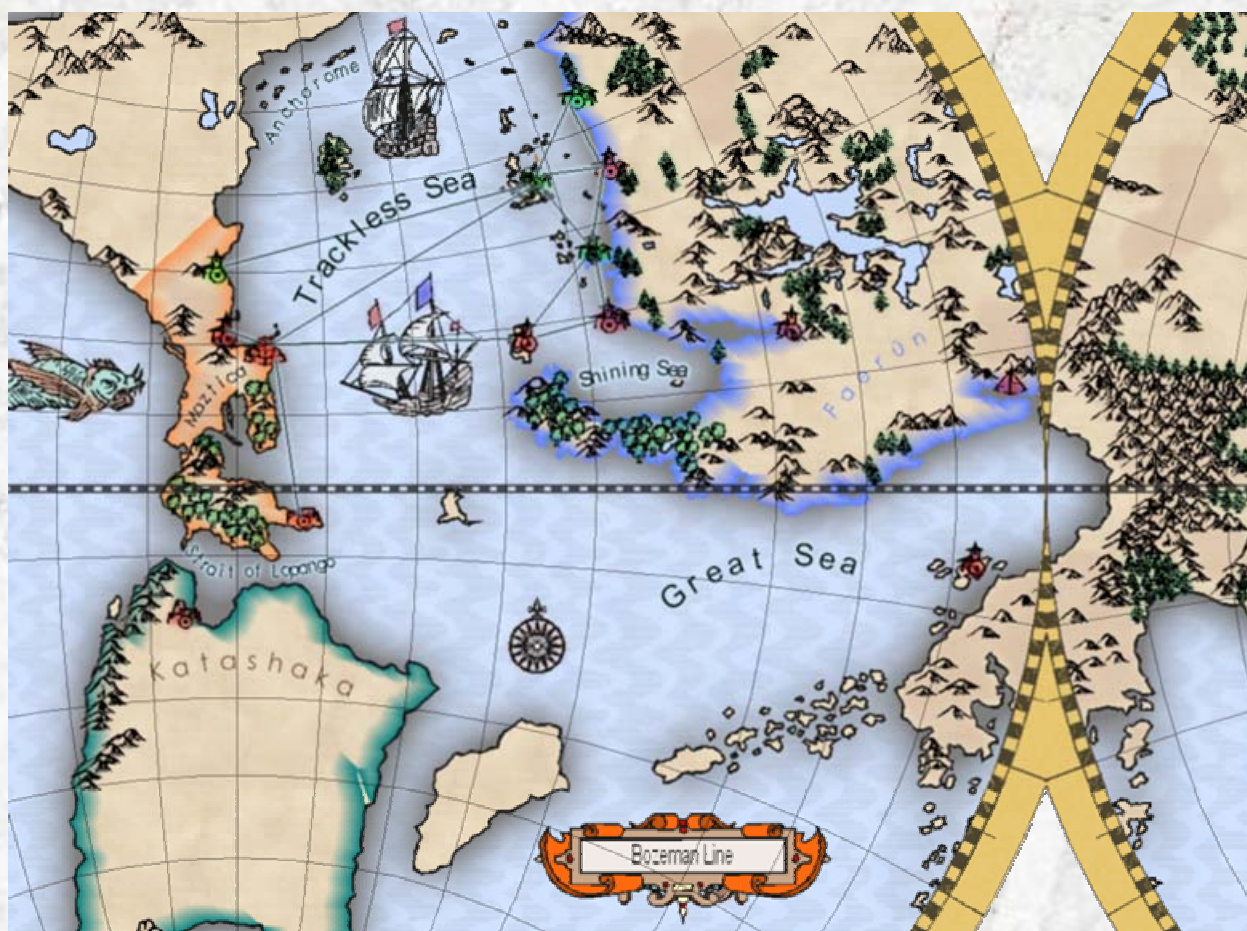 Anchorome
Trackless Sea
Shining Sea
Faerûn
Maztica
Strait of Lopango
Great Sea
Katashaka
Bozeman Line